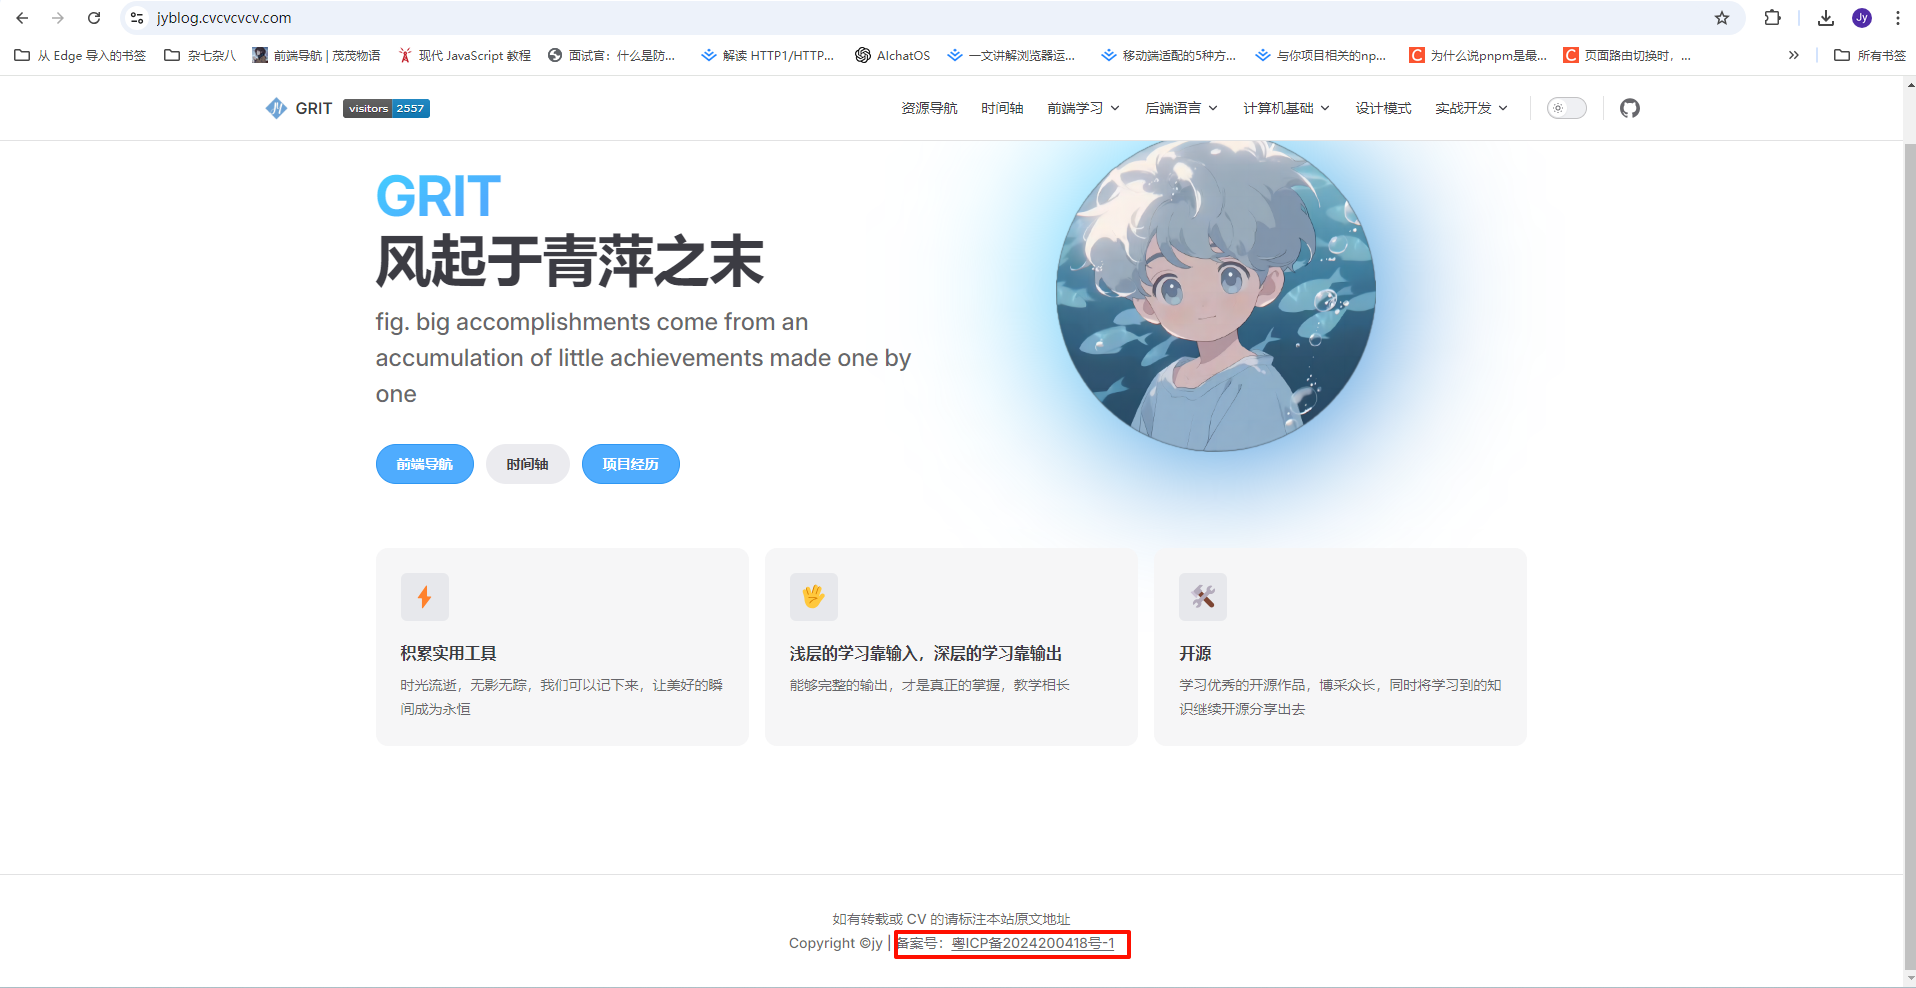 jyblog.cvcvcvcv.com
Jy
从 Edge 导入的书签 杂七杂八 前端导航 | 茂茂物语 现代 JavaScript 教程 面试官：什么是防... 解读 HTTP1/HTTP... AIchatOS 一文讲解浏览器运... 移动端适配的5种方... 与你项目相关的np... 为什么说pnpm是最... 页面路由切换时，... 所有书签
GRIT visitors 2557 资源导航 时间轴 前端学习 后端语言 计算机基础 设计模式 实战开发
GRIT
风起于青萍之末
fig. big accomplishments come from an
accumulation of little achievements made one by
one
前端导航 时间轴 项目经历
积累实用工具
时光流逝，无影无踪，我们可以记下来，让美好的瞬
间成为永恒
浅层的学习靠输入，深层的学习靠输出
能够完整的输出，才是真正的掌握，教学相长
开源
学习优秀的开源作品，博采众长，同时将学习到的知
识继续开源分享出去
如有转载或 CV 的请标注本站原文地址
Copyright ©jy | 备案号：粤ICP备2024200418号-1